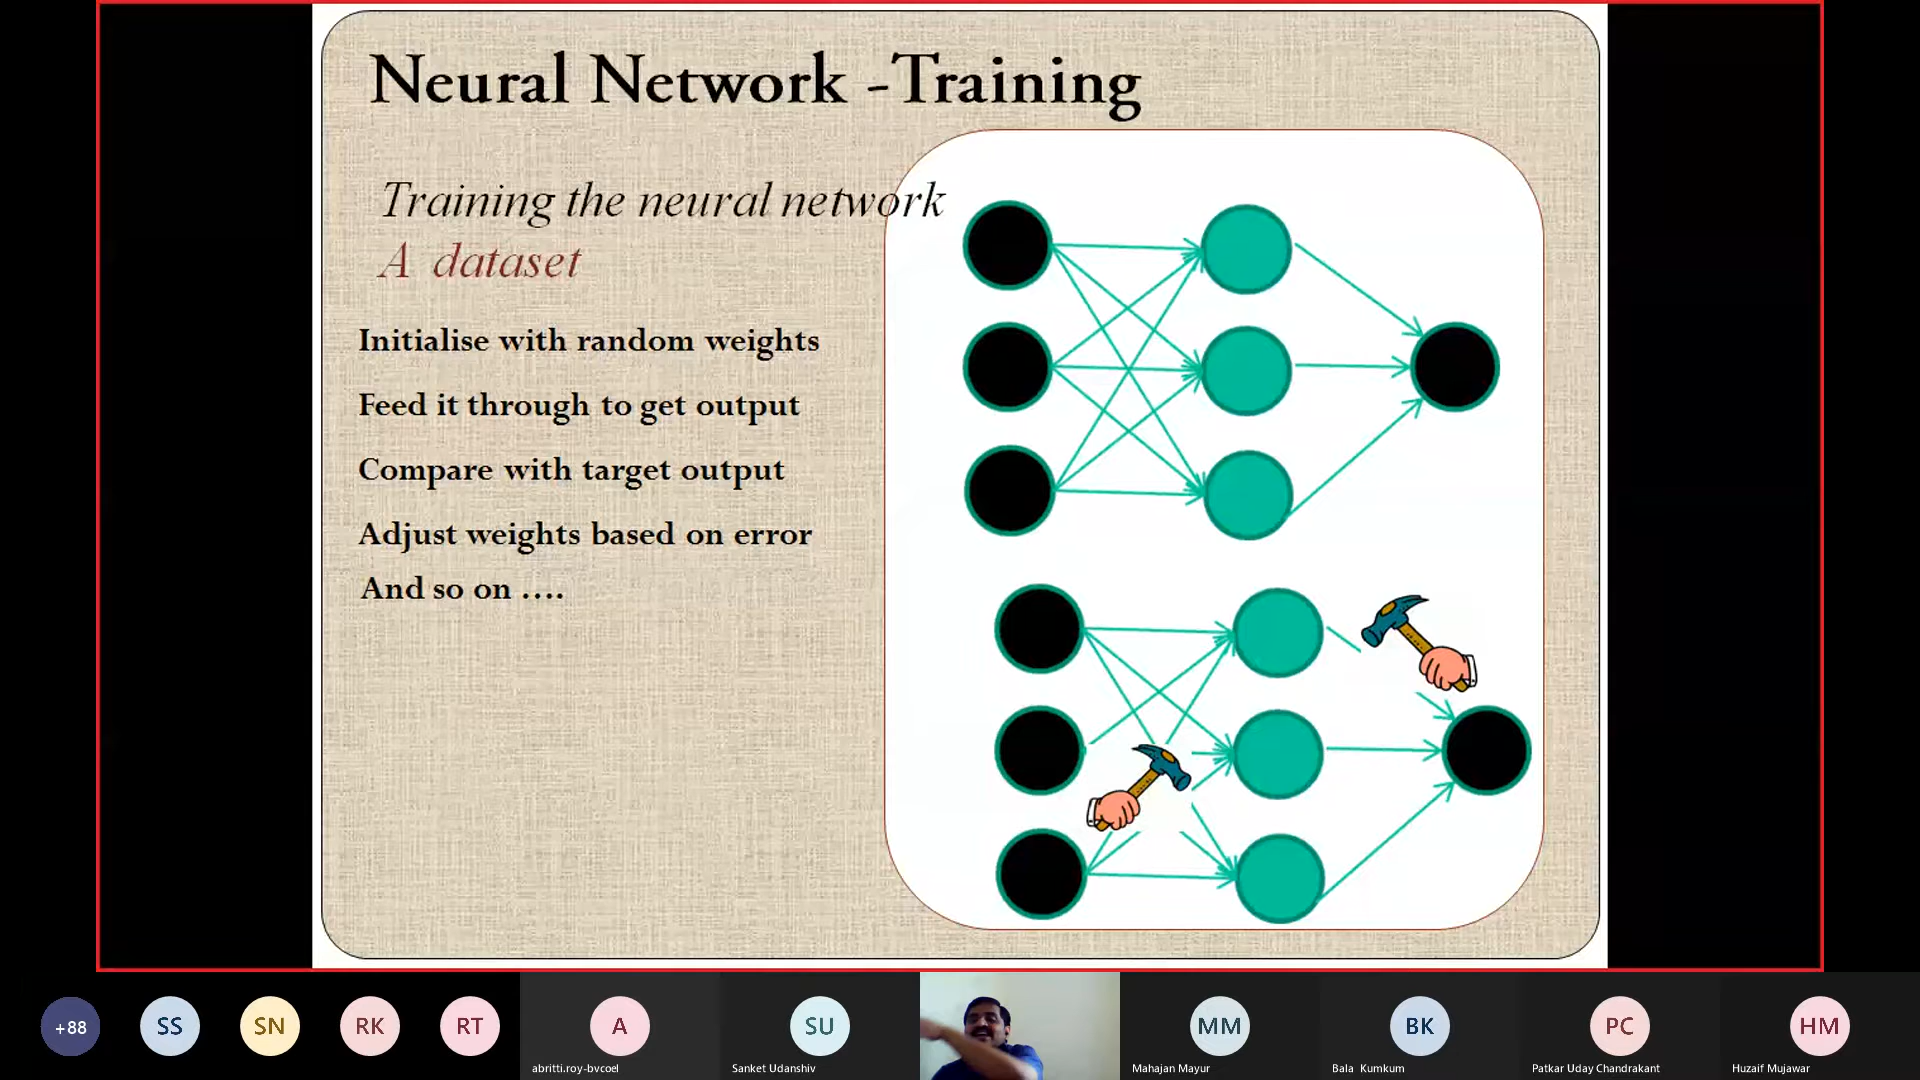 Neural Network -Training
Training the neural network
A dataset
Initialise with random weights
Feed it through to get output
Compare with target output
Adjust weights based on error
And so on ....
+88
SS
SN
RK
RT
A
SU
MM
BK
PC
HM
abritti.roy-bvcoel
Sanket Udanshiv
Mahajan Mayur
Bala Kumkum
Patkar Uday Chandrakant
Huzaif Mujawar